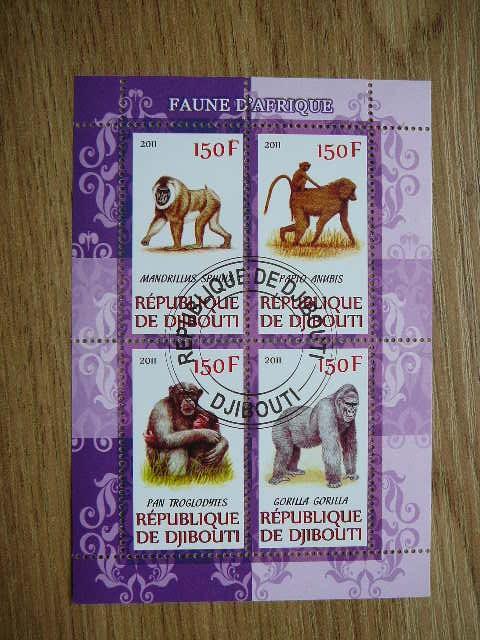 FAUNE D'AFRIQUE
2011 150F
MANDRILLUS SPHINX
RÉPUBLIQUE
DE DJIBOUTI
2011 150F
PAPIO ANUBIS
RÉPUBLIQUE
DE DJIBOUTI
2011 150F
PAN TROGLODYTES
RÉPUBLIQUE
DE DJIBOUTI
2011 150F
GORILLA GORILLA
RÉPUBLIQUE
DE DJIBOUTI
REPUBLIQUE DE DJIBOUTI
DJIBOUTI